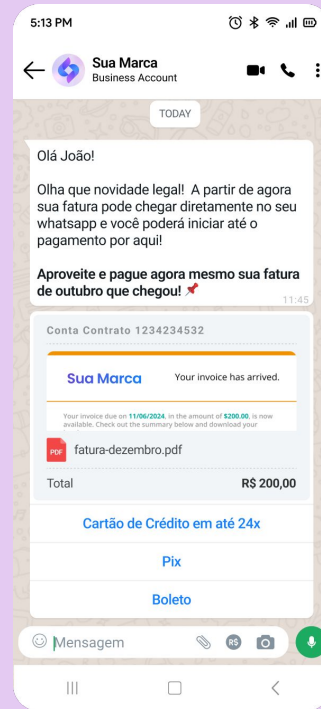 5:13 PM
Sua Marca
Business Account
TODAY
Olá João!
Olha que novidade legal! A partir de agora
sua fatura pode chegar diretamente no seu
whatsapp e você poderá iniciar até o
pagamento por aqui!
Aproveite e pague agora mesmo sua fatura
de outubro que chegou! 📌
11:45
Conta Contrato 1234234532
Sua Marca Your invoice has arrived.
Your invoice due on 11/06/2024, in the amount of $200.00, is now
available. Check out the summary below and download your
PDF fatura-dezembro.pdf
Total R$ 200,00
Cartão de Crédito em até 24x
Pix
Boleto
Mensagem R$